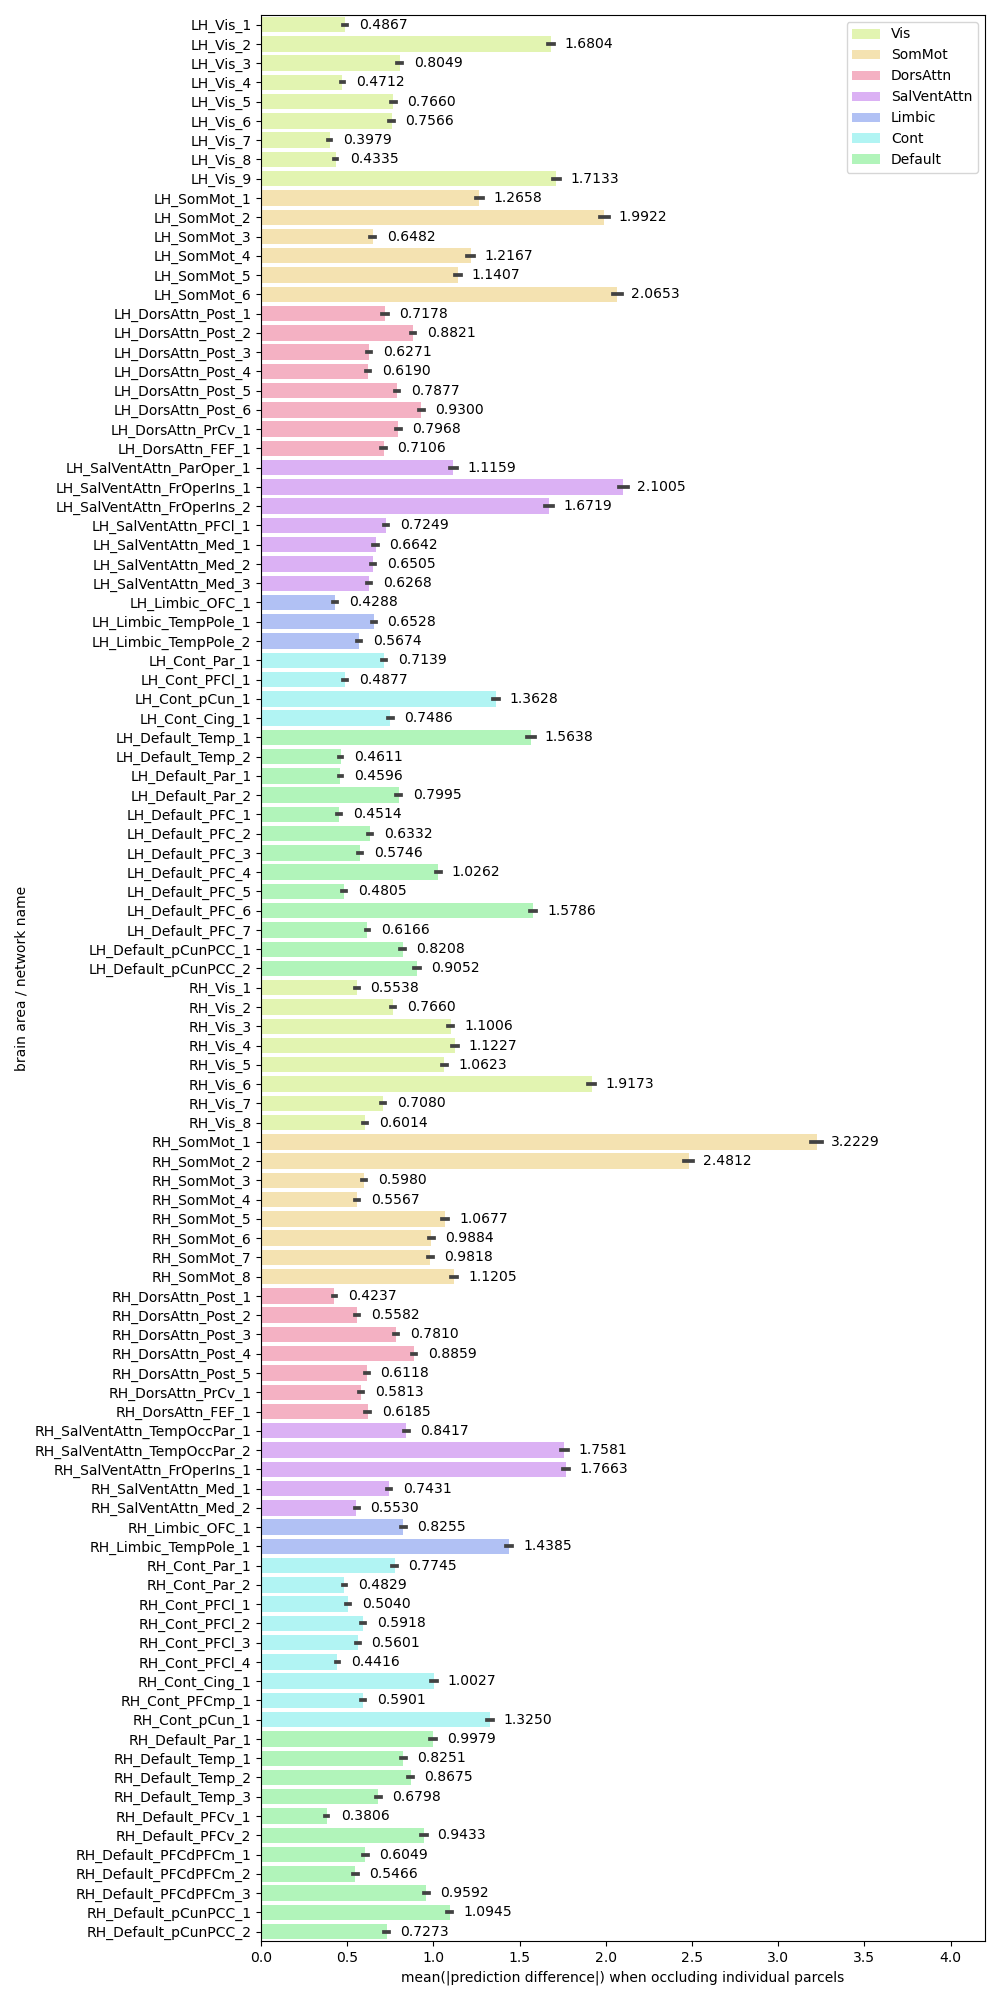 LH_Vis_1 0.4867
LH_Vis_2 1.6804
LH_Vis_3 0.8049
LH_Vis_4 0.4712
LH_Vis_5 0.7660
LH_Vis_6 0.7566
LH_Vis_7 0.3979
LH_Vis_8 0.4335
LH_Vis_9 1.7133
LH_SomMot_1 1.2658
LH_SomMot_2 1.9922
LH_SomMot_3 0.6482
LH_SomMot_4 1.2167
LH_SomMot_5 1.1407
LH_SomMot_6 2.0653
LH_DorsAttn_Post_1 0.7178
LH_DorsAttn_Post_2 0.8821
LH_DorsAttn_Post_3 0.6271
LH_DorsAttn_Post_4 0.6190
LH_DorsAttn_Post_5 0.7877
LH_DorsAttn_Post_6 0.9300
LH_DorsAttn_PrCv_1 0.7968
LH_DorsAttn_FEF_1 0.7106
LH_SalVentAttn_ParOper_1 1.1159
LH_SalVentAttn_FrOperIns_1 2.1005
LH_SalVentAttn_FrOperIns_2 1.6719
LH_SalVentAttn_PFCl_1 0.7249
LH_SalVentAttn_Med_1 0.6642
LH_SalVentAttn_Med_2 0.6505
LH_SalVentAttn_Med_3 0.6268
LH_Limbic_OFC_1 0.4288
LH_Limbic_TempPole_1 0.6528
LH_Limbic_TempPole_2 0.5674
LH_Cont_Par_1 0.7139
LH_Cont_PFCl_1 0.4877
LH_Cont_pCun_1 1.3628
LH_Cont_Cing_1 0.7486
LH_Default_Temp_1 1.5638
LH_Default_Temp_2 0.4611
LH_Default_Par_1 0.4596
LH_Default_Par_2 0.7995
LH_Default_PFC_1 0.4514
LH_Default_PFC_2 0.6332
LH_Default_PFC_3 0.5746
LH_Default_PFC_4 1.0262
LH_Default_PFC_5 0.4805
LH_Default_PFC_6 1.5786
LH_Default_PFC_7 0.6166
LH_Default_pCunPCC_1 0.8208
LH_Default_pCunPCC_2 0.9052
RH_Vis_1 0.5538
RH_Vis_2 0.7660
RH_Vis_3 1.1006
RH_Vis_4 1.1227
RH_Vis_5 1.0623
RH_Vis_6 1.9173
RH_Vis_7 0.7080
RH_Vis_8 0.6014
RH_SomMot_1 3.2229
RH_SomMot_2 2.4812
RH_SomMot_3 0.5980
RH_SomMot_4 0.5567
RH_SomMot_5 1.0677
RH_SomMot_6 0.9884
RH_SomMot_7 0.9818
RH_SomMot_8 1.1205
RH_DorsAttn_Post_1 0.4237
RH_DorsAttn_Post_2 0.5582
RH_DorsAttn_Post_3 0.7810
RH_DorsAttn_Post_4 0.8859
RH_DorsAttn_Post_5 0.6118
RH_DorsAttn_PrCv_1 0.5813
RH_DorsAttn_FEF_1 0.6185
RH_SalVentAttn_TempOccPar_1 0.8417
RH_SalVentAttn_TempOccPar_2 1.7581
RH_SalVentAttn_FrOperIns_1 1.7663
RH_SalVentAttn_Med_1 0.7431
RH_SalVentAttn_Med_2 0.5530
RH_Limbic_OFC_1 0.8255
RH_Limbic_TempPole_1 1.4385
RH_Cont_Par_1 0.7745
RH_Cont_Par_2 0.4829
RH_Cont_PFCl_1 0.5040
RH_Cont_PFCl_2 0.5918
RH_Cont_PFCl_3 0.5601
RH_Cont_PFCl_4 0.4416
RH_Cont_Cing_1 1.0027
RH_Cont_PFCmp_1 0.5901
RH_Cont_pCun_1 1.3250
RH_Default_Par_1 0.9979
RH_Default_Temp_1 0.8251
RH_Default_Temp_2 0.8675
RH_Default_Temp_3 0.6798
RH_Default_PFCv_1 0.3806
RH_Default_PFCv_2 0.9433
RH_Default_PFCdPFCm_1 0.6049
RH_Default_PFCdPFCm_2 0.5466
RH_Default_PFCdPFCm_3 0.9592
RH_Default_pCunPCC_1 1.0945
RH_Default_pCunPCC_2 0.7273
0.0 0.5 1.0 1.5 2.0 2.5 3.0 3.5 4.0
mean(|prediction difference|) when occluding individual parcels
brain area / network name
Vis
SomMot
DorsAttn
SalVentAttn
Limbic
Cont
Default